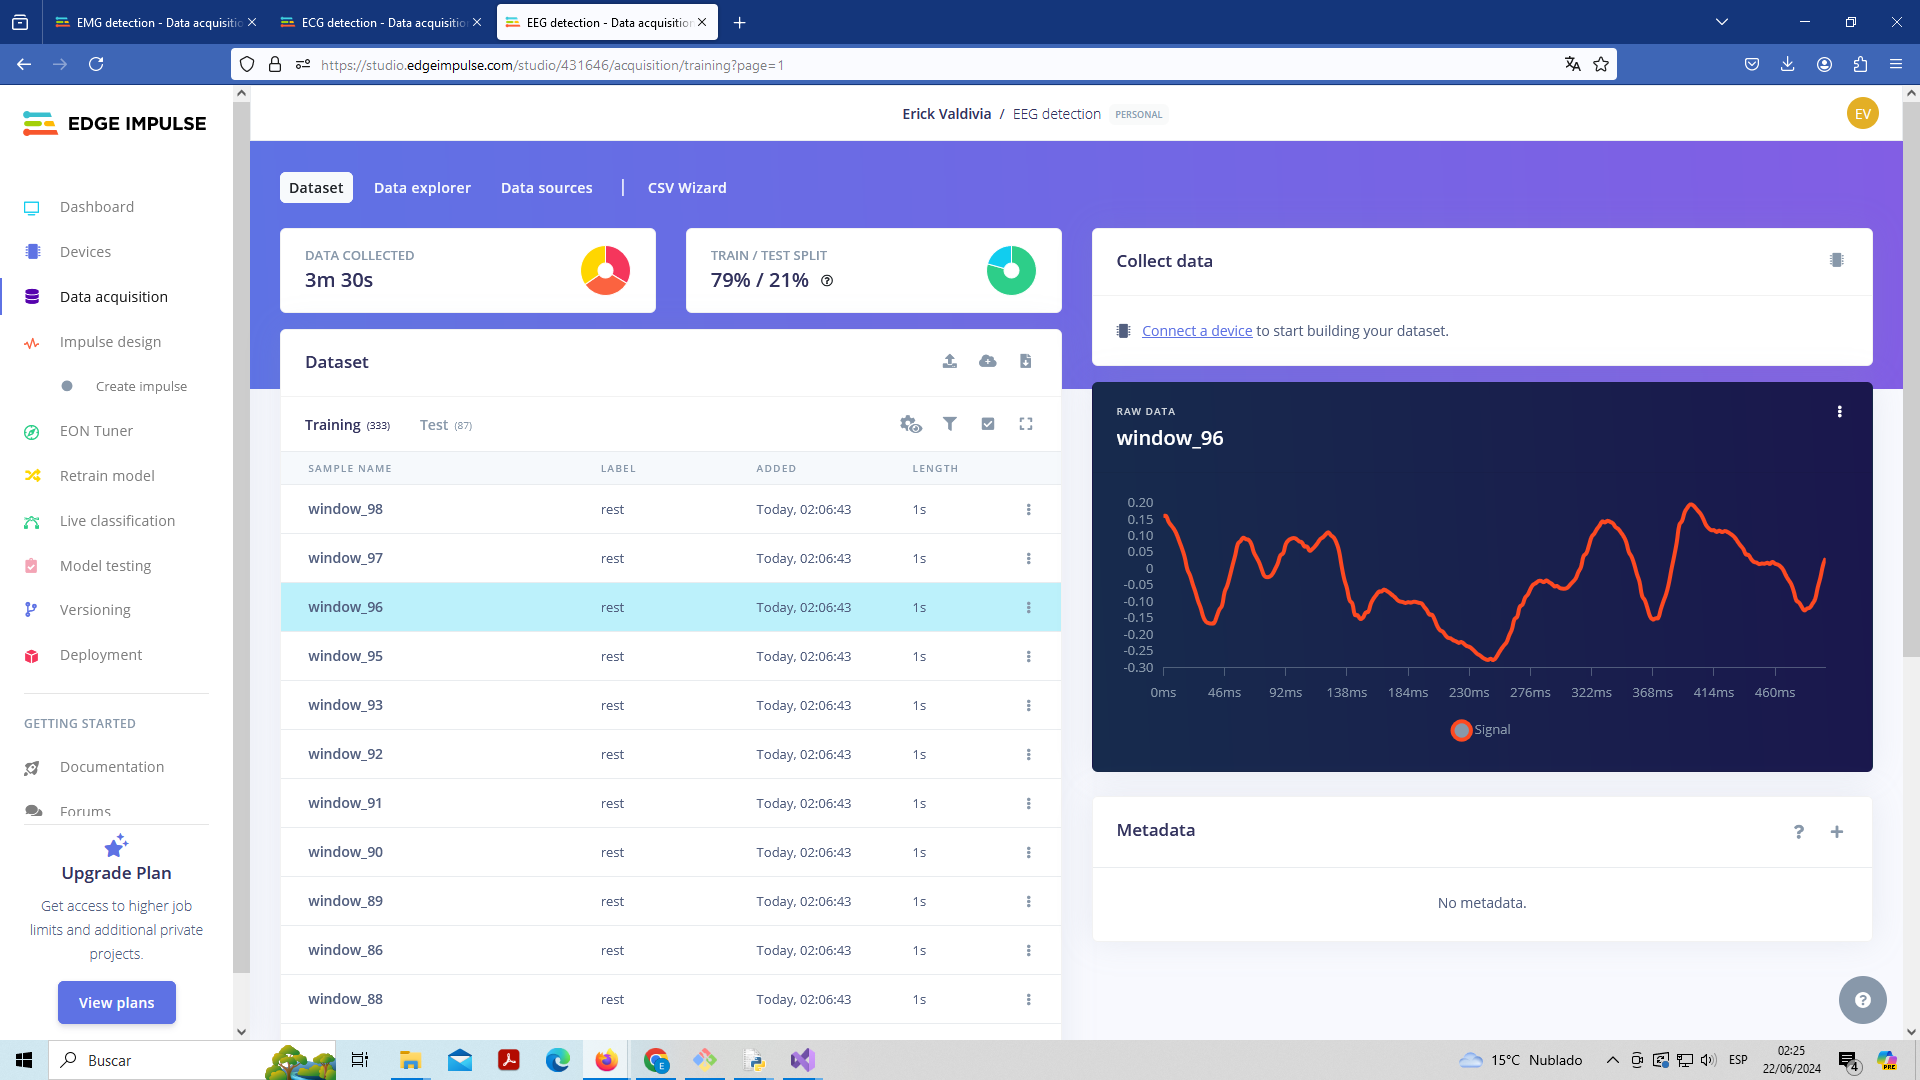 EMG detection - Data acquisitio
ECG detection - Data acquisitio
EEG detection - Data acquisition
https://studio.edgeimpulse.com/studio/431646/acquisition/training?page=1
EDGE IMPULSE
Erick Valdivia / EEG detection PERSONAL
EV
Dashboard
Devices
Data acquisition
Impulse design
Create impulse
EON Tuner
Retrain model
Live classification
Model testing
Versioning
Deployment
GETTING STARTED
Documentation
Forums
Upgrade Plan
Get access to higher job
limits and additional private
projects.
View plans
Dataset Data explorer Data sources | CSV Wizard
DATA COLLECTED
3m 30s
TRAIN / TEST SPLIT
79% / 21% ?
Dataset
Training (333) Test (87)
SAMPLE NAME LABEL ADDED LENGTH
window_98 rest Today, 02:06:43 1s
window_97 rest Today, 02:06:43 1s
window_96 rest Today, 02:06:43 1s
window_95 rest Today, 02:06:43 1s
window_93 rest Today, 02:06:43 1s
window_92 rest Today, 02:06:43 1s
window_91 rest Today, 02:06:43 1s
window_90 rest Today, 02:06:43 1s
window_89 rest Today, 02:06:43 1s
window_86 rest Today, 02:06:43 1s
window_88 rest Today, 02:06:43 1s
Collect data
Connect a device to start building your dataset.
RAW DATA
window_96
0.20
0.15
0.10
0.05
0
-0.05
-0.10
-0.15
-0.20
-0.25
-0.30
0ms 46ms 92ms 138ms 184ms 230ms 276ms 322ms 368ms 414ms 460ms
Signal
Metadata ? +
No metadata.
?
Buscar
15°C Nublado
ESP
02:25
22/06/2024
4
PRE